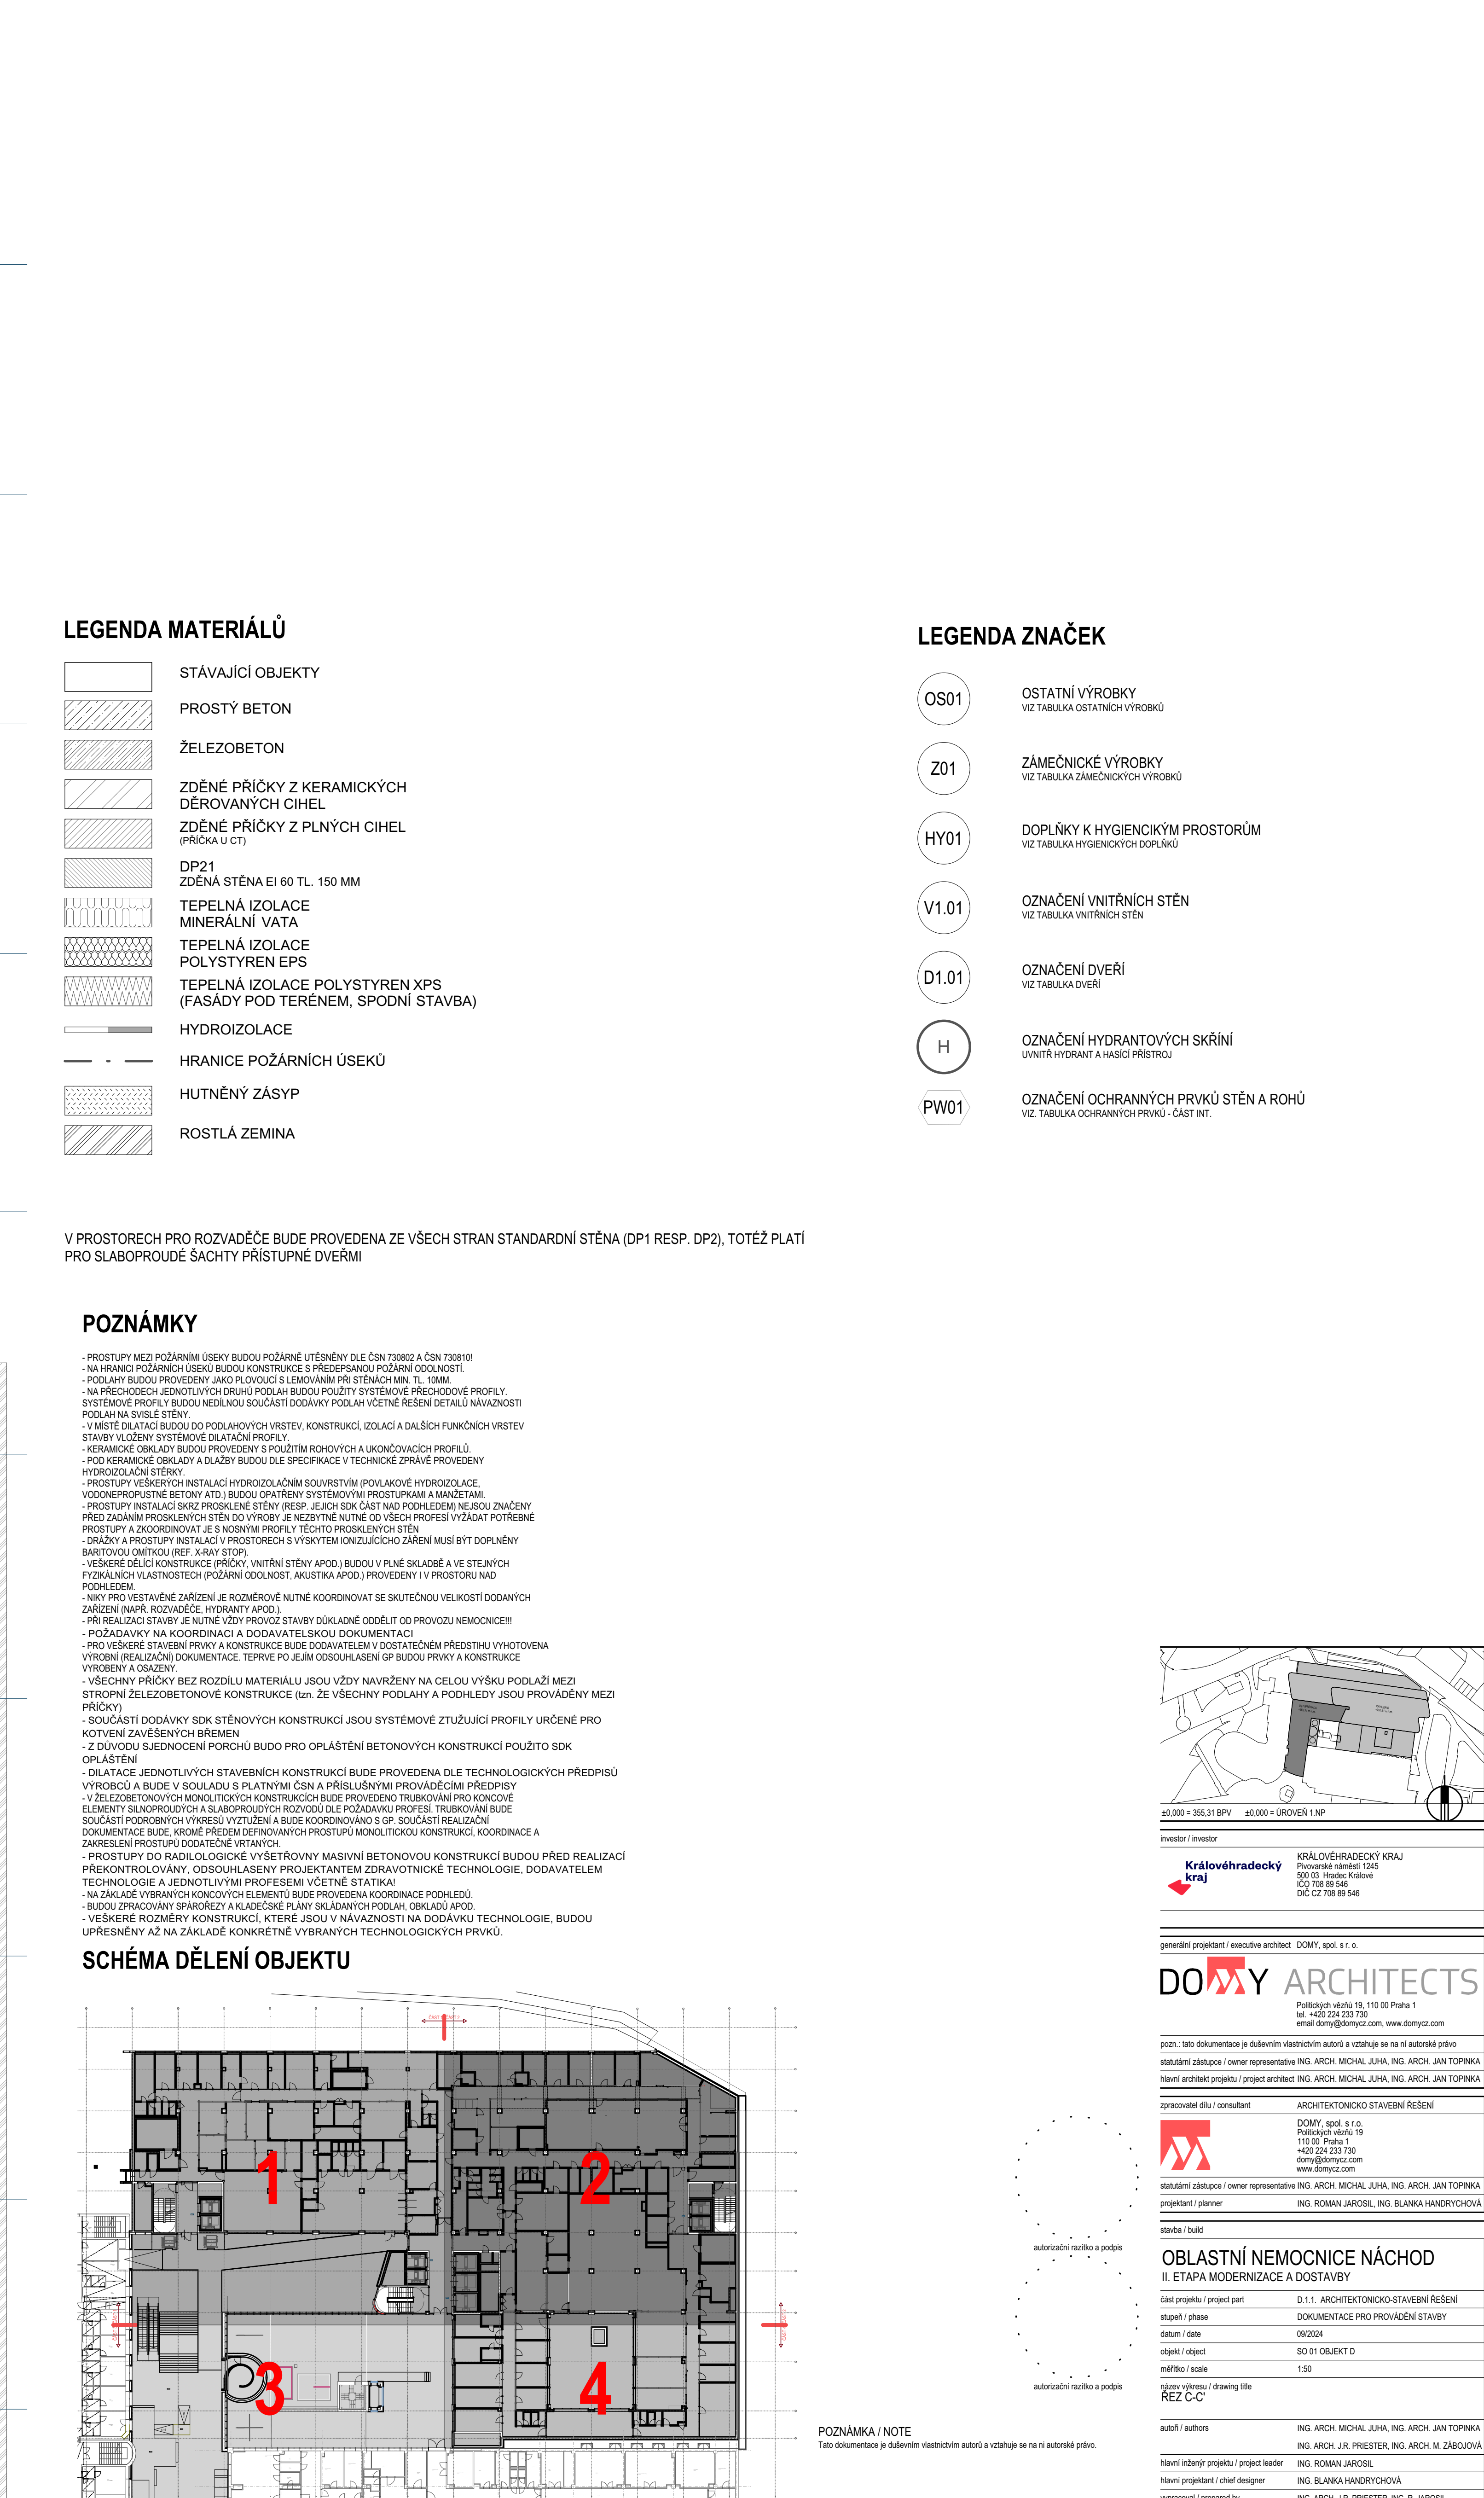 LEGENDA MATERIÁLŮ
STÁVAJÍCÍ OBJEKTY
PROSTÝ BETON
ŽELEZOBETON
ZDĚNÉ PŘÍČKY Z KERAMICKÝCH
DĚROVANÝCH CIHEL
ZDĚNÉ PŘÍČKY Z PLNÝCH CIHEL
(PŘÍČKA U CT)
DP21
ZDĚNÁ STĚNA EI 60 TL. 150 MM
TEPELNÁ IZOLACE
MINERÁLNÍ VATA
TEPELNÁ IZOLACE
POLYSTYREN EPS
TEPELNÁ IZOLACE POLYSTYREN XPS
(FASÁDY POD TERÉNEM, SPODNÍ STAVBA)
HYDROIZOLACE
HRANICE POŽÁRNÍCH ÚSEKŮ
HUTNĚNÝ ZÁSYP
ROSTLÁ ZEMINA
LEGENDA ZNAČEK
OS01
OSTATNÍ VÝROBKY
VIZ TABULKA OSTATNÍCH VÝROBKŮ
Z01
ZÁMEČNICKÉ VÝROBKY
VIZ TABULKA ZÁMEČNICKÝCH VÝROBKŮ
HY01
DOPLŇKY K HYGIENCIKÝM PROSTORŮM
VIZ TABULKA HYGIENICKÝCH DOPLŇKŮ
V1.01
OZNAČENÍ VNITŘNÍCH STĚN
VIZ TABULKA VNITŘNÍCH STĚN
D1.01
OZNAČENÍ DVEŘÍ
VIZ TABULKA DVEŘÍ
H
OZNAČENÍ HYDRANTOVÝCH SKŘÍNÍ
UVNITŘ HYDRANT A HASÍCÍ PŘÍSTROJ
PW01
OZNAČENÍ OCHRANNÝCH PRVKŮ STĚN A ROHŮ
VIZ. TABULKA OCHRANNÝCH PRVKŮ - ČÁST INT.
V PROSTORECH PRO ROZVADĚČE BUDE PROVEDENA ZE VŠECH STRAN STANDARDNÍ STĚNA (DP1 RESP. DP2), TOTÉŽ PLATÍ
PRO SLABOPROUDÉ ŠACHTY PŘÍSTUPNÉ DVEŘMI
POZNÁMKY
- PROSTUPY MEZI POŽÁRNÍMI ÚSEKY BUDOU POŽÁRNĚ UTĚSNĚNY DLE ČSN 730802 A ČSN 730810!
- NA HRANICI POŽÁRNÍCH ÚSEKŮ BUDOU KONSTRUKCE S PŘEDEPSANOU POŽÁRNÍ ODOLNOSTÍ.
- PODLAHY BUDOU PROVEDENY JAKO PLOVOUCÍ S LEMOVÁNÍM PŘI STĚNÁCH MIN. TL. 10MM.
- NA PŘECHODECH JEDNOTLIVÝCH DRUHŮ PODLAH BUDOU POUŽITY SYSTÉMOVÉ PŘECHODOVÉ PROFILY.
SYSTÉMOVÉ PROFILY BUDOU NEDÍLNOU SOUČÁSTÍ DODÁVKY PODLAH VČETNĚ ŘEŠENÍ DETAILŮ NÁVAZNOSTI
PODLAH NA SVISLÉ STĚNY.
- V MÍSTĚ DILATACÍ BUDOU DO PODLAHOVÝCH VRSTEV, KONSTRUKCÍ, IZOLACÍ A DALŠÍCH FUNKČNÍCH VRSTEV
STAVBY VLOŽENY SYSTÉMOVÉ DILATAČNÍ PROFILY.
- KERAMICKÉ OBKLADY BUDOU PROVEDENY S POUŽITÍM ROHOVÝCH A UKONČOVACÍCH PROFILŮ.
- POD KERAMICKÉ OBKLADY A DLAŽBY BUDOU DLE SPECIFIKACE V TECHNICKÉ ZPRÁVĚ PROVEDENY
HYDROIZOLAČNÍ STĚRKY.
- PROSTUPY VEŠKERÝCH INSTALACÍ HYDROIZOLAČNÍM SOUVRSTVÍM (POVLAKOVÉ HYDROIZOLACE,
VODONEPROPUSTNÉ BETONY ATD.) BUDOU OPATŘENY SYSTÉMOVÝMI PROSTUPKAMI A MANŽETAMI.
- PROSTUPY INSTALACÍ SKRZ PROSKLENÉ STĚNY (RESP. JEJICH SDK ČÁST NAD PODHLEDEM) NEJSOU ZNAČENY
PŘED ZADÁNÍM PROSKLENÝCH STĚN DO VÝROBY JE NEZBYTNĚ NUTNÉ OD VŠECH PROFESÍ VYŽÁDAT POTŘEBNÉ
PROSTUPY A ZKOORDINOVAT JE S NOSNÝMI PROFILY TĚCHTO PROSKLENÝCH STĚN
- DRÁŽKY A PROSTUPY INSTALACÍ V PROSTORECH S VÝSKYTEM IONIZUJÍCÍCHO ZÁŘENÍ MUSÍ BÝT DOPLNĚNY
BARITOVOU OMÍTKOU (REF. X-RAY STOP).
- VEŠKERÉ DĚLÍCÍ KONSTRUKCE (PŘÍČKY, VNITŘNÍ STĚNY APOD.) BUDOU V PLNÉ SKLADBĚ A VE STEJNÝCH
FYZIKÁLNÍCH VLASTNOSTECH (POŽÁRNÍ ODOLNOST, AKUSTIKA APOD.) PROVEDENY I V PROSTORU NAD
PODHLEDEM.
- NIKY PRO VESTAVĚNÉ ZAŘÍZENÍ JE ROZMĚROVĚ NUTNÉ KOORDINOVAT SE SKUTEČNOU VELIKOSTÍ DODANÝCH
ZAŘÍZENÍ (NAPŘ. ROZVADĚČE, HYDRANTY APOD.).
- PŘI REALIZACI STAVBY JE NUTNÉ VŽDY PROVOZ STAVBY DŮKLADNĚ ODDĚLIT OD PROVOZU NEMOCNICE!!!
- POŽADAVKY NA KOORDINACI A DODAVATELSKOU DOKUMENTACI
- PRO VEŠKERÉ STAVEBNÍ PRVKY A KONSTRUKCE BUDE DODAVATELEM V DOSTATEČNÉM PŘEDSTIHU VYHOTOVENA
VÝROBNÍ (REALIZAČNÍ) DOKUMENTACE. TEPRVE PO JEJÍM ODSOUHLASENÍ GP BUDOU PRVKY A KONSTRUKCE
VYROBENY A OSAZENY.
- VŠECHNY PŘÍČKY BEZ ROZDÍLU MATERIÁLU JSOU VŽDY NAVRŽENY NA CELOU VÝŠKU PODLAŽÍ MEZI
STROPNÍ ŽELEZOBETONOVÉ KONSTRUKCE (tzn. ŽE VŠECHNY PODLAHY A PODHLEDY JSOU PROVÁDĚNY MEZI
PŘÍČKY)
- SOUČÁSTÍ DODÁVKY SDK STĚNOVÝCH KONSTRUKCÍ JSOU SYSTÉMOVÉ ZTUŽUJÍCÍ PROFILY URČENÉ PRO
KOTVENÍ ZAVĚŠENÝCH BŘEMEN
- Z DŮVODU SJEDNOCENÍ PORCHŮ BUDO PRO OPLÁŠTĚNÍ BETONOVÝCH KONSTRUKCÍ POUŽITO SDK
OPLÁŠTĚNÍ
- DILATACE JEDNOTLIVÝCH STAVEBNÍCH KONSTRUKCÍ BUDE PROVEDENA DLE TECHNOLOGICKÝCH PŘEDPISŮ
VÝROBCŮ A BUDE V SOULADU S PLATNÝMI ČSN A PŘÍSLUŠNÝMI PROVÁDĚCÍMI PŘEDPISY
- V ŽELEZOBETONOVÝCH MONOLITICKÝCH KONSTRUKCÍCH BUDE PROVEDENO TRUBKOVÁNÍ PRO KONCOVÉ
ELEMENTY SILNOPROUDÝCH A SLABOPROUDÝCH ROZVODŮ DLE POŽADAVKU PROFESÍ. TRUBKOVÁNÍ BUDE
SOUČÁSTÍ PODROBNÝCH VÝKRESŮ VYZTUŽENÍ A BUDE KOORDINOVÁNO S GP. SOUČÁSTÍ REALIZAČNÍ
DOKUMENTACE BUDE, KROMĚ PŘEDEM DEFINOVANÝCH PROSTUPŮ MONOLITICKOU KONSTRUKCÍ, KOORDINACE A
ZAKRESLENÍ PROSTUPŮ DODATEČNĚ VRTANÝCH.
- PROSTUPY DO RADILOLOGICKÉ VYŠETŘOVNY MASIVNÍ BETONOVOU KONSTRUKCÍ BUDOU PŘED REALIZACÍ
PŘEKONTROLOVÁNY, ODSOUHLASENY PROJEKTANTEM ZDRAVOTNICKÉ TECHNOLOGIE, DODAVATELEM
TECHNOLOGIE A JEDNOTLIVÝMI PROFESEMI VČETNĚ STATIKA!
- NA ZÁKLADĚ VYBRANÝCH KONCOVÝCH ELEMENTŮ BUDE PROVEDENA KOORDINACE PODHLEDŮ.
- BUDOU ZPRACOVÁNY SPÁROŘEZY A KLADEČSKÉ PLÁNY SKLÁDANÝCH PODLAH, OBKLADŮ APOD.
- VEŠKERÉ ROZMĚRY KONSTRUKCÍ, KTERÉ JSOU V NÁVAZNOSTI NA DODÁVKU TECHNOLOGIE, BUDOU
UPŘESNĚNY AŽ NA ZÁKLADĚ KONKRÉTNĚ VYBRANÝCH TECHNOLOGICKÝCH PRVKŮ.
SCHÉMA DĚLENÍ OBJEKTU
1
2
3
4
autorizační razítko a podpis
autorizační razítko a podpis
POZNÁMKA / NOTE
Tato dokumentace je duševním vlastnictvím autorů a vztahuje se na ni autorské právo.
±0,000 = 355,31 BPV ±0,000 = ÚROVEŇ 1.NP
investor / investor
Královéhradecký
kraj
KRÁLOVÉHRADECKÝ KRAJ
Pivovarské náměstí 1245
500 03 Hradec Králové
IČO 708 89 546
DIČ CZ 708 89 546
generální projektant / executive architect DOMY, spol. s r. o.
DOMY ARCHITECTS
Politických vězňů 19, 110 00 Praha 1
tel. +420 224 233 730
email domy@domycz.com, www.domycz.com
pozn.: tato dokumentace je duševním vlastnictvím autorů a vztahuje se na ní autorské právo
statutární zástupce / owner representative ING. ARCH. MICHAL JUHA, ING. ARCH. JAN TOPINKA
hlavní architekt projektu / project architect ING. ARCH. MICHAL JUHA, ING. ARCH. JAN TOPINKA
zpracovatel dílu / consultant ARCHITEKTONICKO STAVEBNÍ ŘEŠENÍ
DOMY, spol. s r.o.
Politických vězňů 19
110 00 Praha 1
+420 224 233 730
domy@domycz.com
www.domycz.com
statutární zástupce / owner representative ING. ARCH. MICHAL JUHA, ING. ARCH. JAN TOPINKA
projektant / planner ING. ROMAN JAROSIL, ING. BLANKA HANDRYCHOVÁ
stavba / build
OBLASTNÍ NEMOCNICE NÁCHOD
II. ETAPA MODERNIZACE A DOSTAVBY
část projektu / project part D.1.1. ARCHITEKTONICKO-STAVEBNÍ ŘEŠENÍ
stupeň / phase DOKUMENTACE PRO PROVÁDĚNÍ STAVBY
datum / date 09/2024
objekt / object SO 01 OBJEKT D
měřítko / scale 1:50
název výkresu / drawing title
ŘEZ C-C'
autoři / authors ING. ARCH. MICHAL JUHA, ING. ARCH. JAN TOPINKA
ING. ARCH. J.R. PRIESTER, ING. ARCH. M. ZÁBOJOVÁ
hlavní inženýr projektu / project leader ING. ROMAN JAROSIL
hlavní projektant / chief designer ING. BLANKA HANDRYCHOVÁ